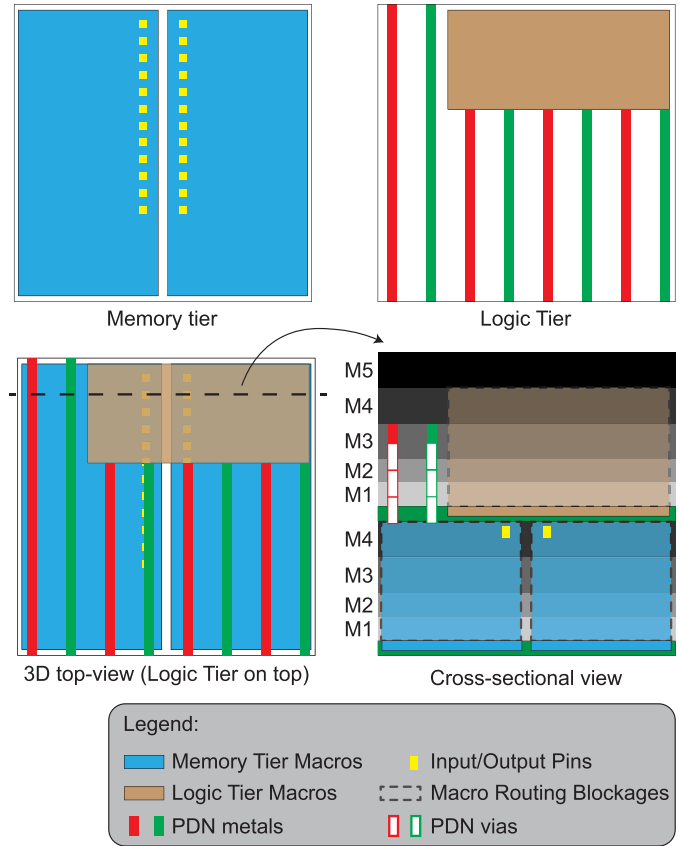 Memory tier
Logic Tier
M5
M4
M3
M2
M1
M4
M3
M2
M1
3D top-view (Logic Tier on top)
Cross-sectional view
Legend:
Memory Tier Macros
Input/Output Pins
Logic Tier Macros
Macro Routing Blockages
PDN metals
PDN vias